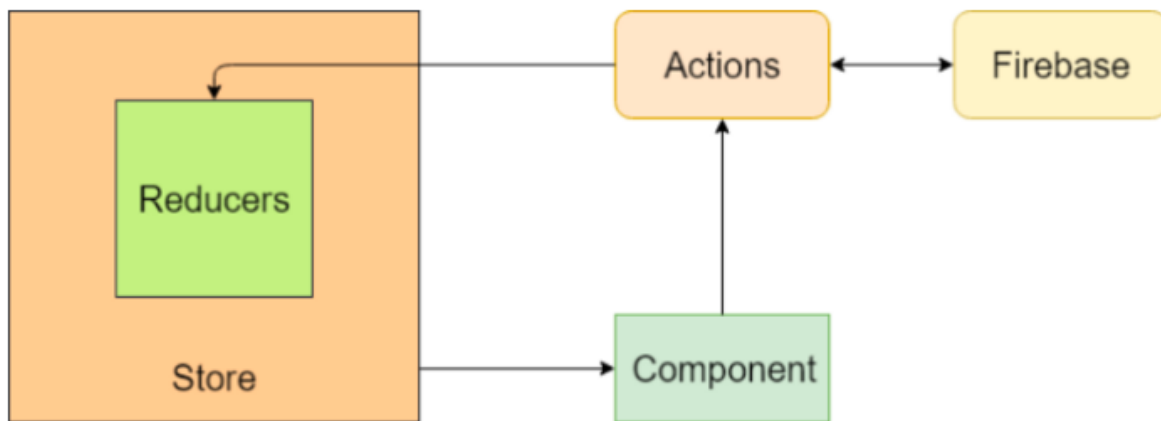 Actions
Firebase
Reducers
Store
Component